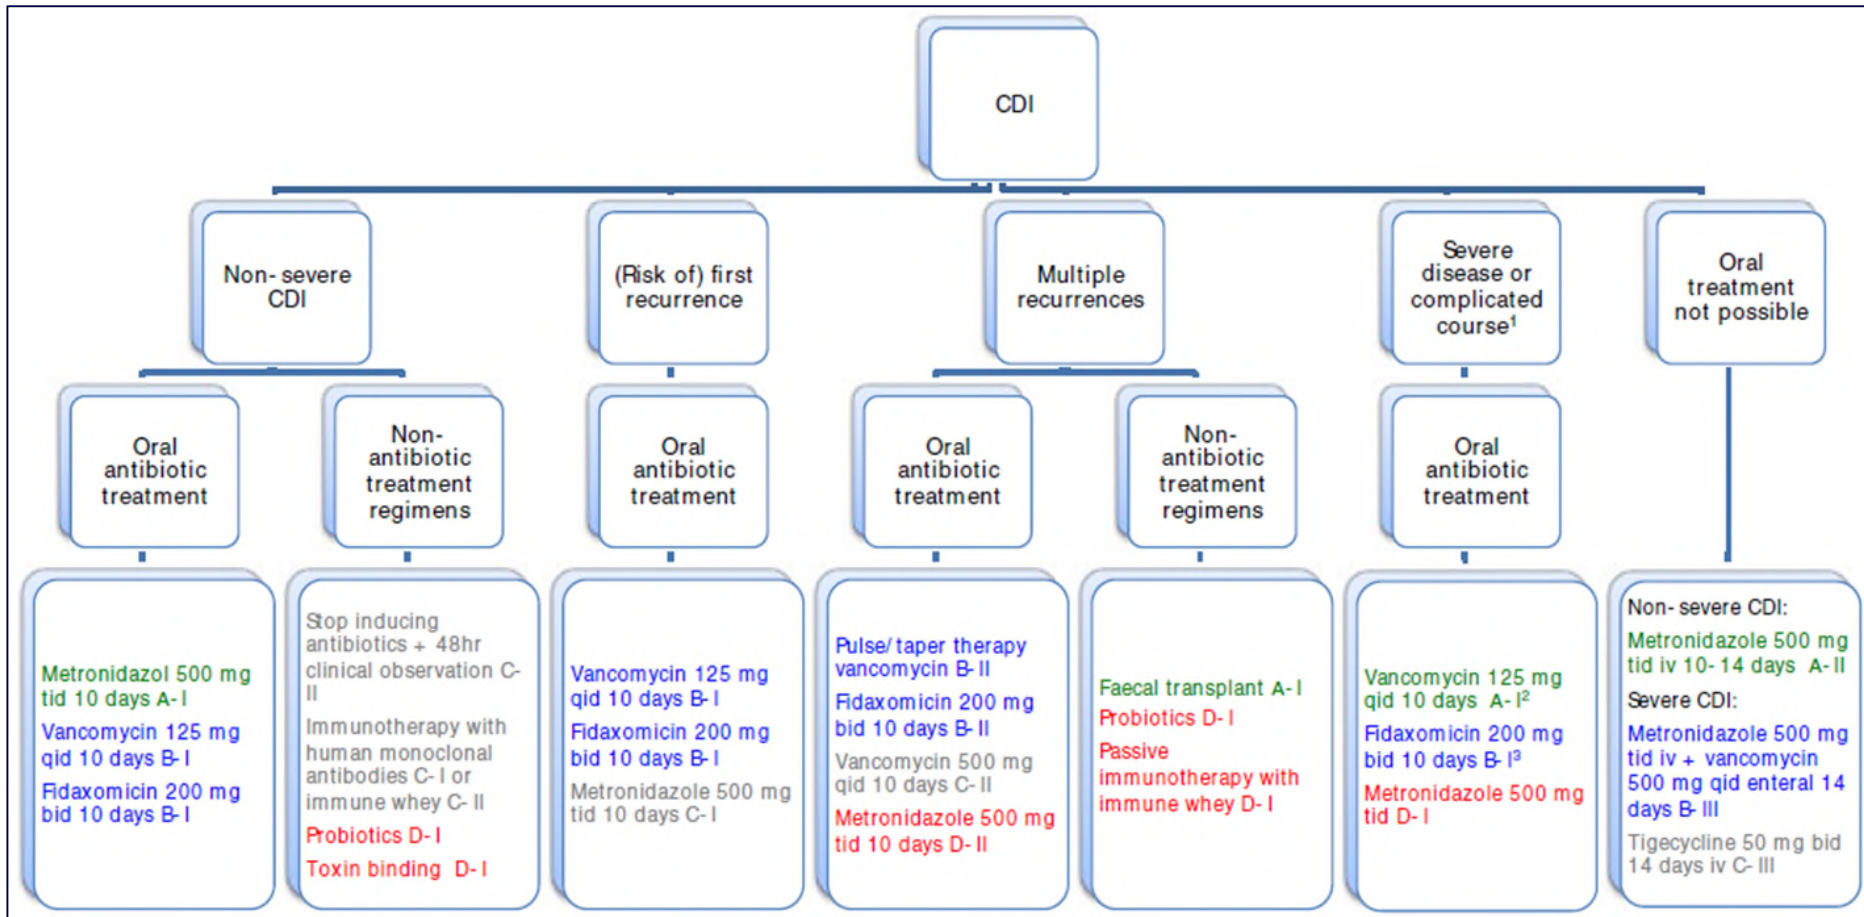 CDI
Non- severe
CDI
(Risk of) first
recurrence
Multiple
recurrences
Severe
disease or
complicated
course¹
Oral
treatment
not possible
Oral
antibiotic
treatment
Non-
antibiotic
treatment
regimens
Oral
antibiotic
treatment
Oral
antibiotic
treatment
Non-
antibiotic
treatment
regimens
Oral
antibiotic
treatment
Metronidazol 500 mg
tid 10 days A- I
Vancomycin 125 mg
qid 10 days B- I
Fidaxomicin 200 mg
bid 10 days B- I
Stop inducing
antibiotics + 48hr
clinical observation C-
II
Immunotherapy with
human monoclonal
antibodies C- I or
immune whey C- II
Probiotics D- I
Toxin binding D- I
Vancomycin 125 mg
qid 10 days B- I
Fidaxomicin 200 mg
bid 10 days B- I
Metronidazole 500 mg
tid 10 days C- I
Pulse/ taper therapy
vancomycin B- II
Fidaxomicin 200 mg
bid 10 days B- II
Vancomycin 500 mg
qid 10 days C- II
Metronidazole 500 mg
tid 10 days D- II
Faecal transplant A- I
Probiotics D- I
Passive
immunotherapy with
immune whey D- I
Vancomycin 125 mg
qid 10 days A- I²
Fidaxomicin 200 mg
bid 10 days B- I³
Metronidazole 500 mg
tid D- I
Non- severe CDI:
Metronidazole 500 mg
tid iv 10- 14 days A- II
Severe CDI:
Metronidazole 500 mg
tid iv + vancomycin
500 mg qid enteral 14
days B- III
Tigecycline 50 mg bid
14 days iv C- III